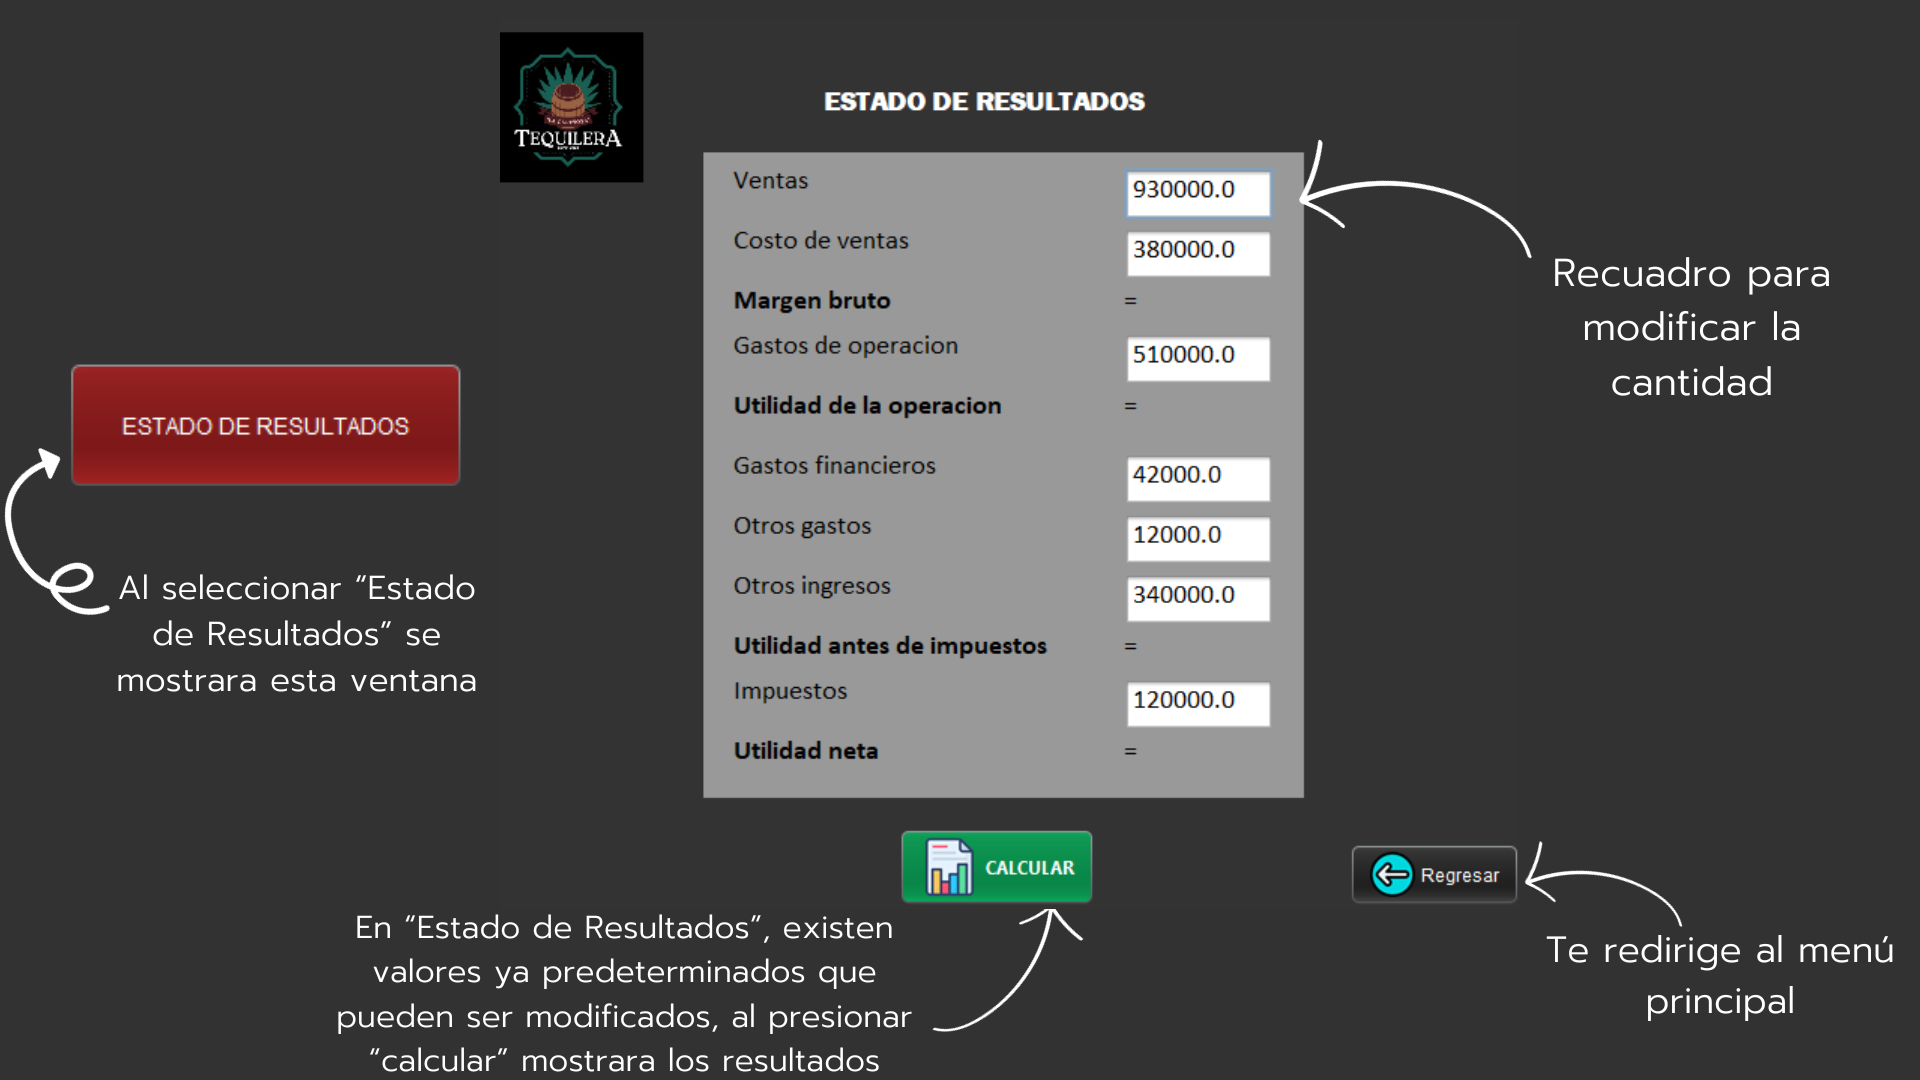 TEQUILERA
ESTADO DE RESULTADOS
Ventas 930000.0
Costo de ventas 380000.0
Margen bruto =
Gastos de operacion 510000.0
Utilidad de la operacion =
Gastos financieros 42000.0
Otros gastos 12000.0
Otros ingresos 340000.0
Utilidad antes de impuestos =
Impuestos 120000.0
Utilidad neta =
Recuadro para
modificar la
cantidad
ESTADO DE RESULTADOS
Al seleccionar “Estado
de Resultados” se
mostrara esta ventana
CALCULAR
Regresar
En “Estado de Resultados”, existen
valores ya predeterminados que
pueden ser modificados, al presionar
“calcular” mostrara los resultados
Te redirige al menú
principal